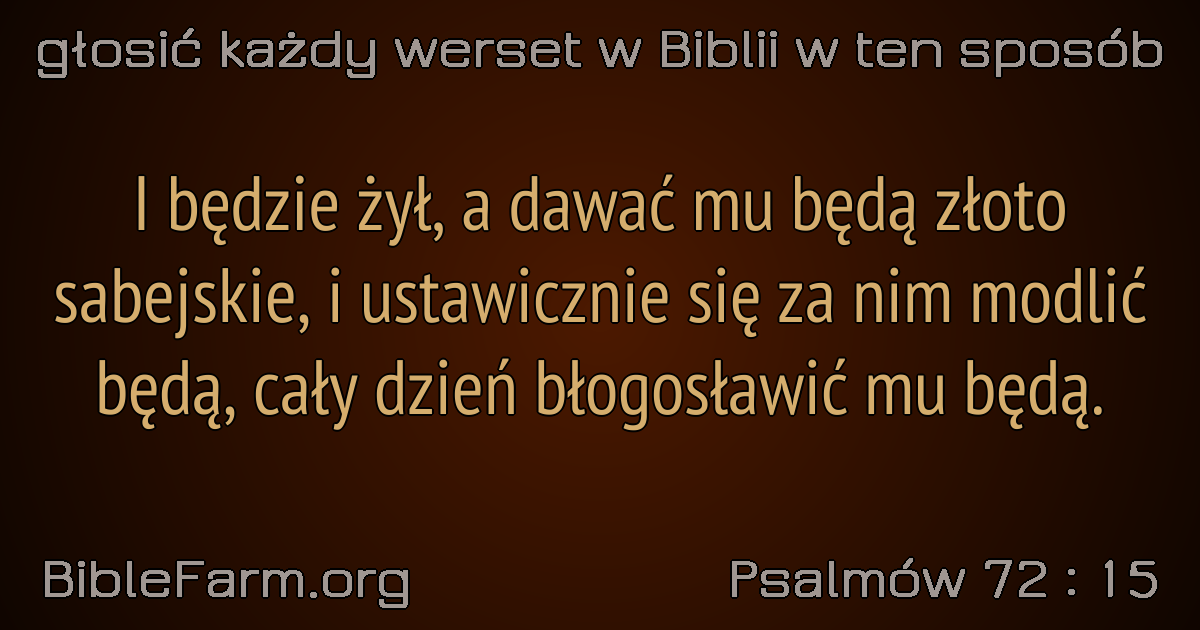 głosić każdy werset w Biblii w ten sposób
I będzie żył, a dawać mu będą złoto
sabejskie, i ustawicznie się za nim modlić
będą, cały dzień błogosławić mu będą.
BibleFarm.org
Psalmów 72 : 15